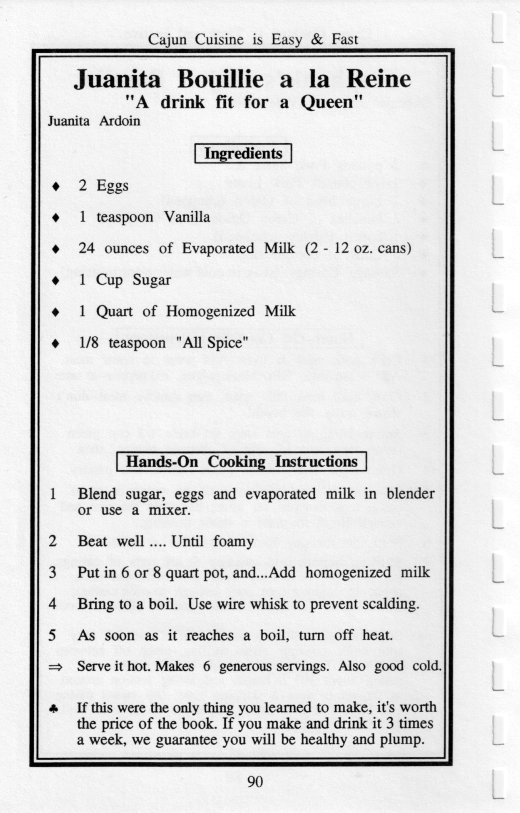 Cajun Cuisine is Easy & Fast
Juanita Bouillie a la Reine
"A drink fit for a Queen"
Juanita Ardoin
Ingredients
♦ 2 Eggs
♦ 1 teaspoon Vanilla
♦ 24 ounces of Evaporated Milk (2 - 12 oz. cans)
♦ 1 Cup Sugar
♦ 1 Quart of Homogenized Milk
♦ 1/8 teaspoon "All Spice"
Hands-On Cooking Instructions
1 Blend sugar, eggs and evaporated milk in blender
or use a mixer.
2 Beat well .... Until foamy
3 Put in 6 or 8 quart pot, and...Add homogenized milk
4 Bring to a boil. Use wire whisk to prevent scalding.
5 As soon as it reaches a boil, turn off heat.
⇒ Serve it hot. Makes 6 generous servings. Also good cold.
♣ If this were the only thing you learned to make, it's worth
the price of the book. If you make and drink it 3 times
a week, we guarantee you will be healthy and plump.
90